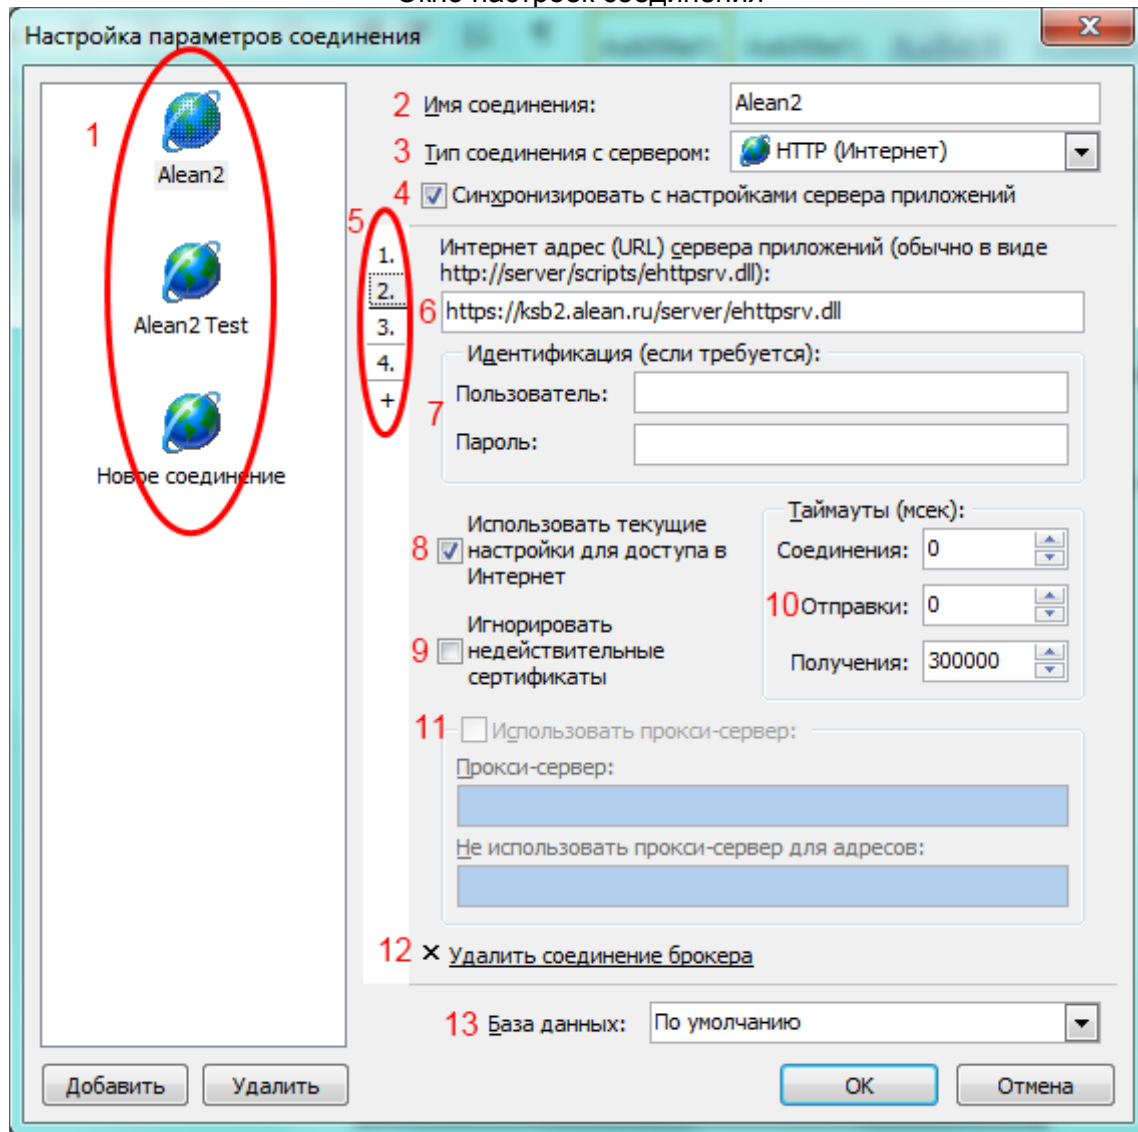 Окно настроек соединения
Настройка параметров соединения
1
Alean2
Alean2 Test
Новое соединение
2 Имя соединения: Alean2
3 Тип соединения с сервером: HTTP (Интернет)
4 Синхронизировать с настройками сервера приложений
5
1.
2.
3.
4.
+
Интернет адрес (URL) сервера приложений (обычно в виде
http://server/scripts/ehttpsrv.dll):
6 https://ksb2.alean.ru/server/ehttpsrv.dll
Идентификация (если требуется):
7
Пользователь:
Пароль:
8
Использовать текущие
настройки для доступа в
Интернет
9
Игнорировать
недействительные
сертификаты
Таймауты (мсек):
Соединения: 0
10 Отправки: 0
Получения: 300000
11 Использовать прокси-сервер:
Прокси-сервер:
Не использовать прокси-сервер для адресов:
12 × Удалить соединение брокера
13 База данных: По умолчанию
Добавить Удалить OK Отмена